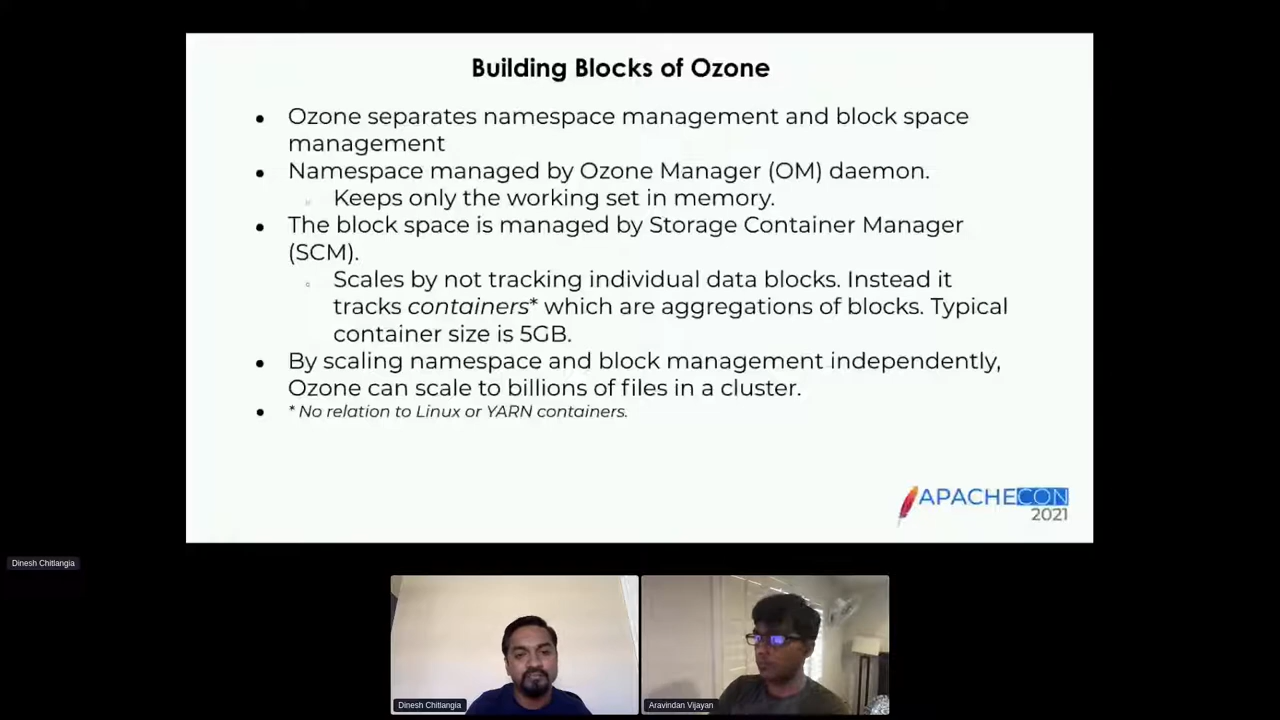 Building Blocks of Ozone
● Ozone separates namespace management and block space
management
● Namespace managed by Ozone Manager (OM) daemon.
Keeps only the working set in memory.
● The block space is managed by Storage Container Manager
(SCM).
○ Scales by not tracking individual data blocks. Instead it
tracks containers* which are aggregations of blocks. Typical
container size is 5GB.
● By scaling namespace and block management independently,
Ozone can scale to billions of files in a cluster.
● * No relation to Linux or YARN containers.
APACHECON
2021
Dinesh Chitlangia
Dinesh Chitlangia
Aravindan Vijayan